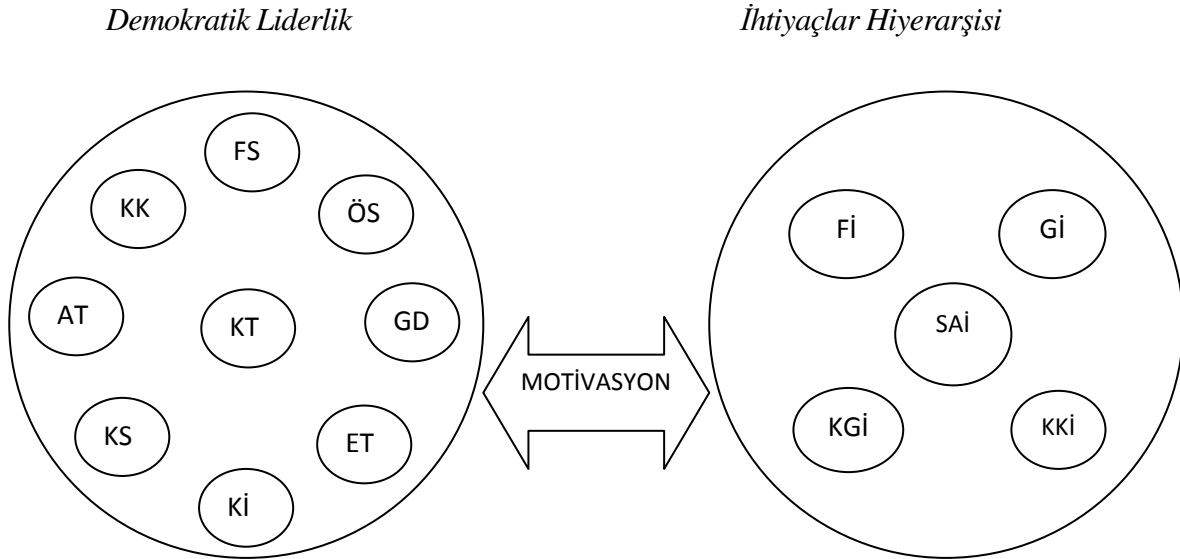 Demokratik Liderlik
İhtiyaçlar Hiyerarşisi
FS
KK
ÖS
AT
KT
GD
KS
ET
Kİ
MOTİVASYON
Fİ
Gİ
SAİ
KGİ
KKİ